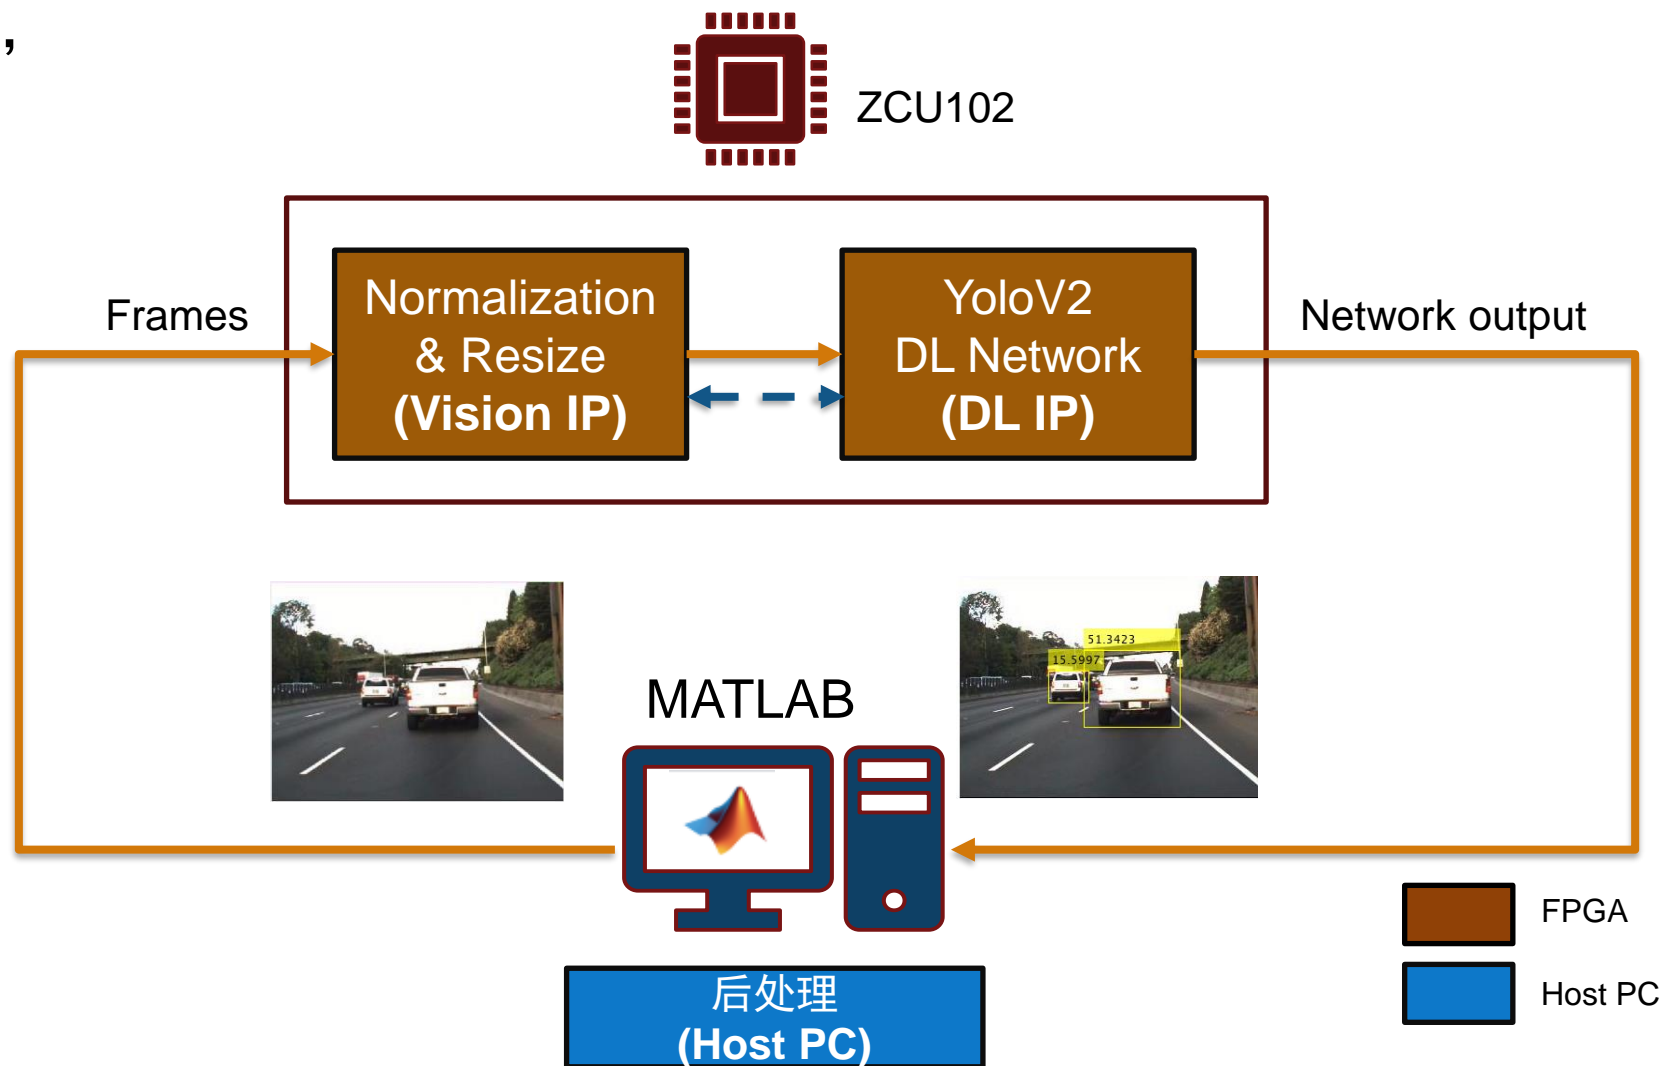 ,
ZCU102
Frames
Normalization
& Resize
(Vision IP)
YoloV2
DL Network
(DL IP)
Network output
51.3423
15.5997
MATLAB
FPGA
Host PC
后处理
(Host PC)